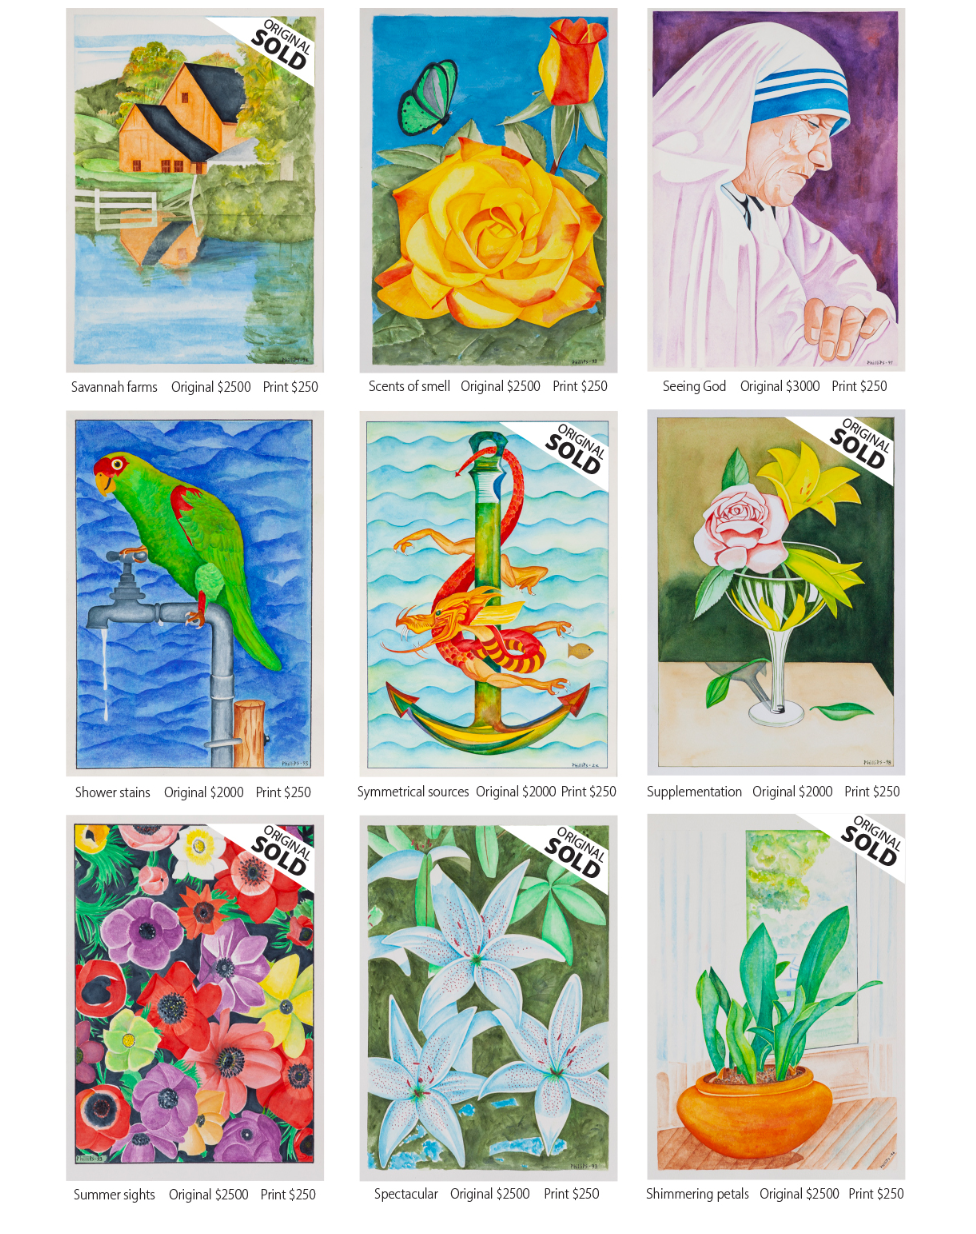 ORIGINAL
SOLD
PHILIPS-96
Savannah farms Original $2500 Print $250
Scents of smell Original $2500 Print $250
Seeing God Original $3000 Print $250
ORIGINAL
SOLD
ORIGINAL
SOLD
Shower stains Original $2000 Print $250
Symmetrical sources Original $2000 Print $250
Supplementation Original $2000 Print $250
ORIGINAL
SOLD
ORIGINAL
SOLD
ORIGINAL
SOLD
Summer sights Original $2500 Print $250
Spectacular Original $2500 Print $250
Shimmering petals Original $2500 Print $250